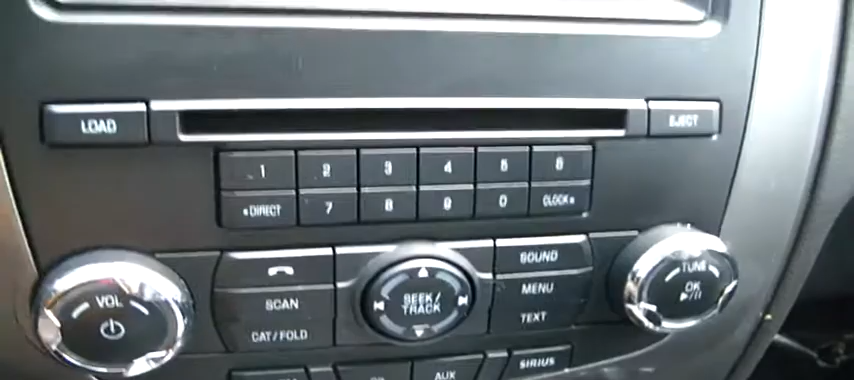 LOAD
EJECT
1 2 3 4 5 6
*DIRECT 7 8 9 0 CLOCK
VOL
SCAN
CAT/FOLD
SEEK/
TRACK
SOUND
MENU
TEXT
TUNE
OK
AUX
SIRIUS